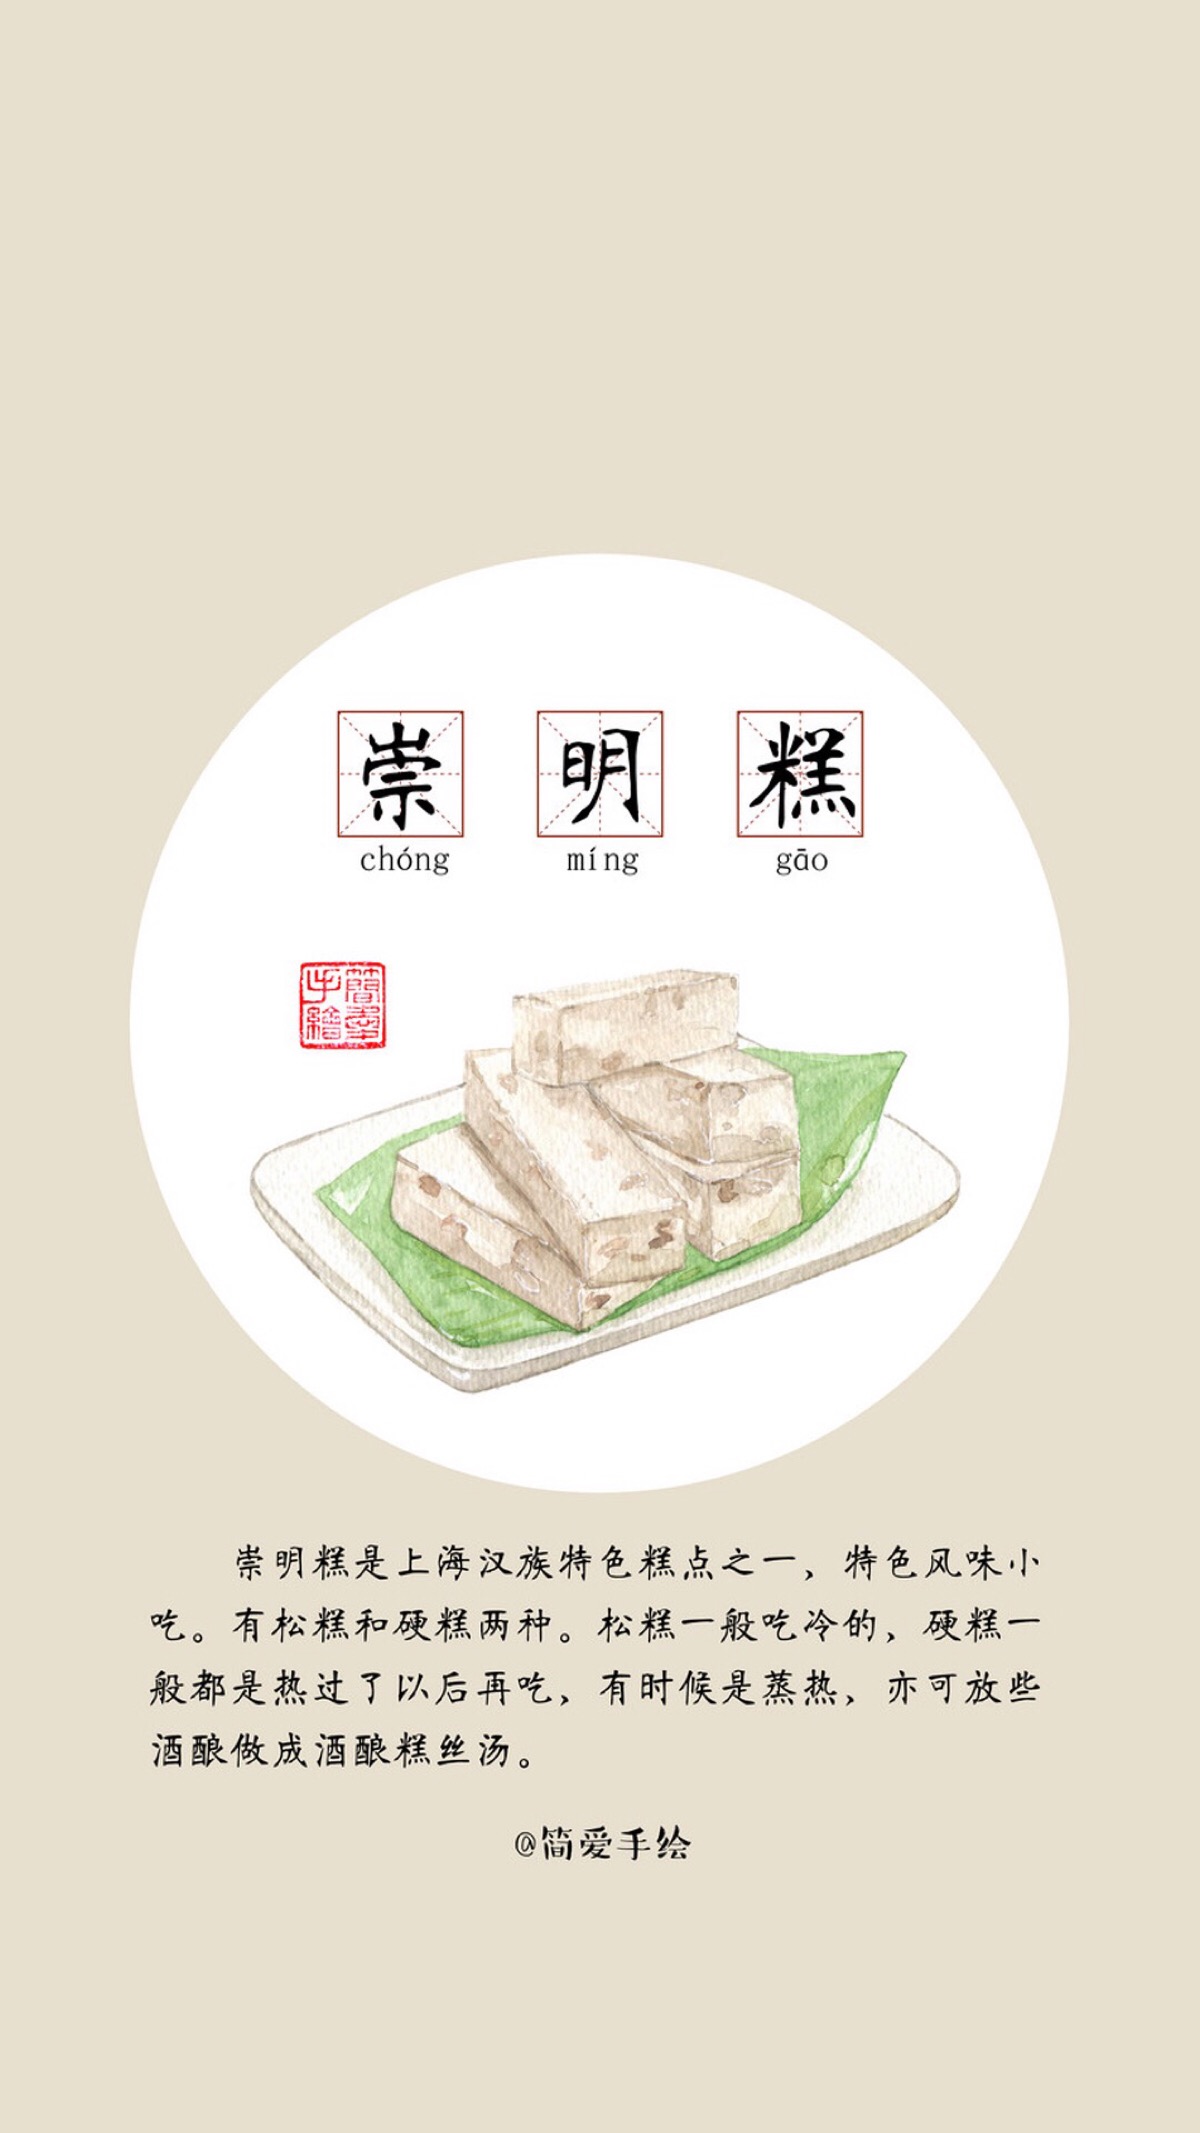 崇 明 糕
chóng míng gāo
手繪 簡愛
崇明糕是上海汉族特色糕点之一，特色风味小
吃。有松糕和硬糕两种。松糕一般吃冷的，硬糕一
般都是热过了以后再吃，有时候是蒸热，亦可放些
酒酿做成酒酿糕丝汤。
@简爱手绘